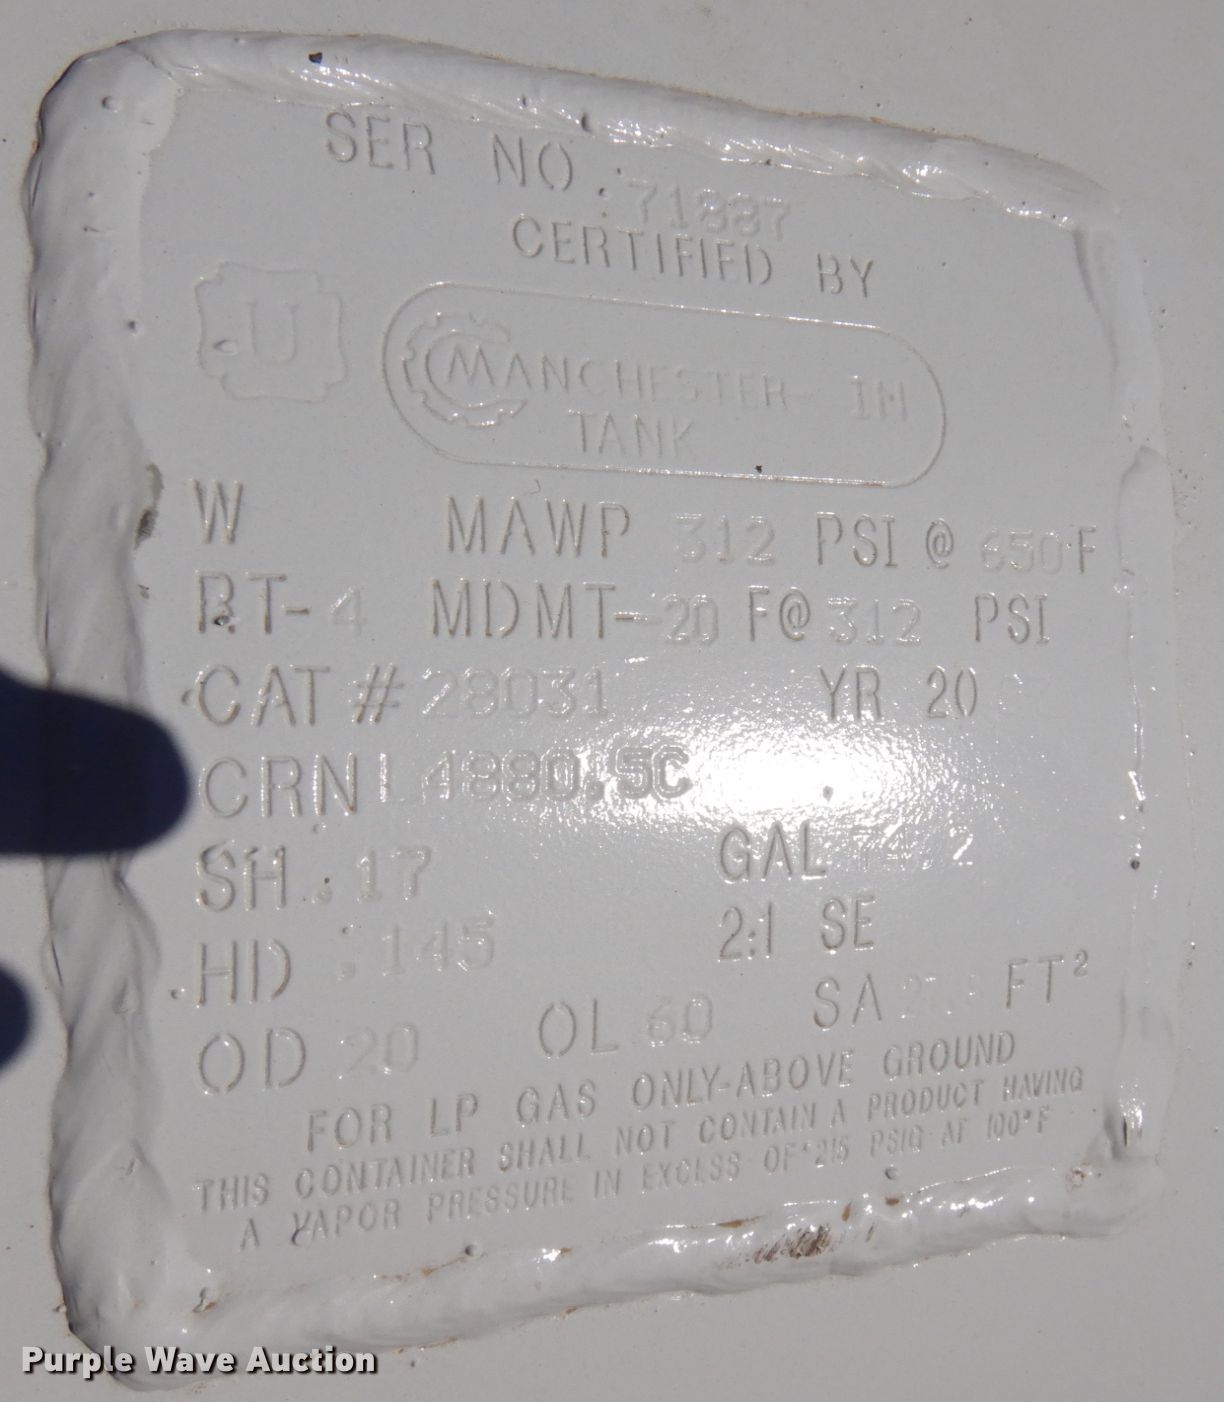 SER NO. 71887
CERTIFIED BY
U
MANCHESTER- IN
TANK
W MAWP 312 PSI @ 650 F
RT-4 MDMT-20 F@ 312 PSI
CAT # 28031 YR 20
CRN L4880.5C
SH .17 GAL
HD .145 2:1 SE
OD 20 OL 60 SA FT²
FOR LP GAS ONLY-ABOVE GROUND
THIS CONTAINER SHALL NOT CONTAIN A PRODUCT HAVING
A VAPOR PRESSURE IN EXCESS OF 215 PSIG AT 100°F
Purple Wave Auction